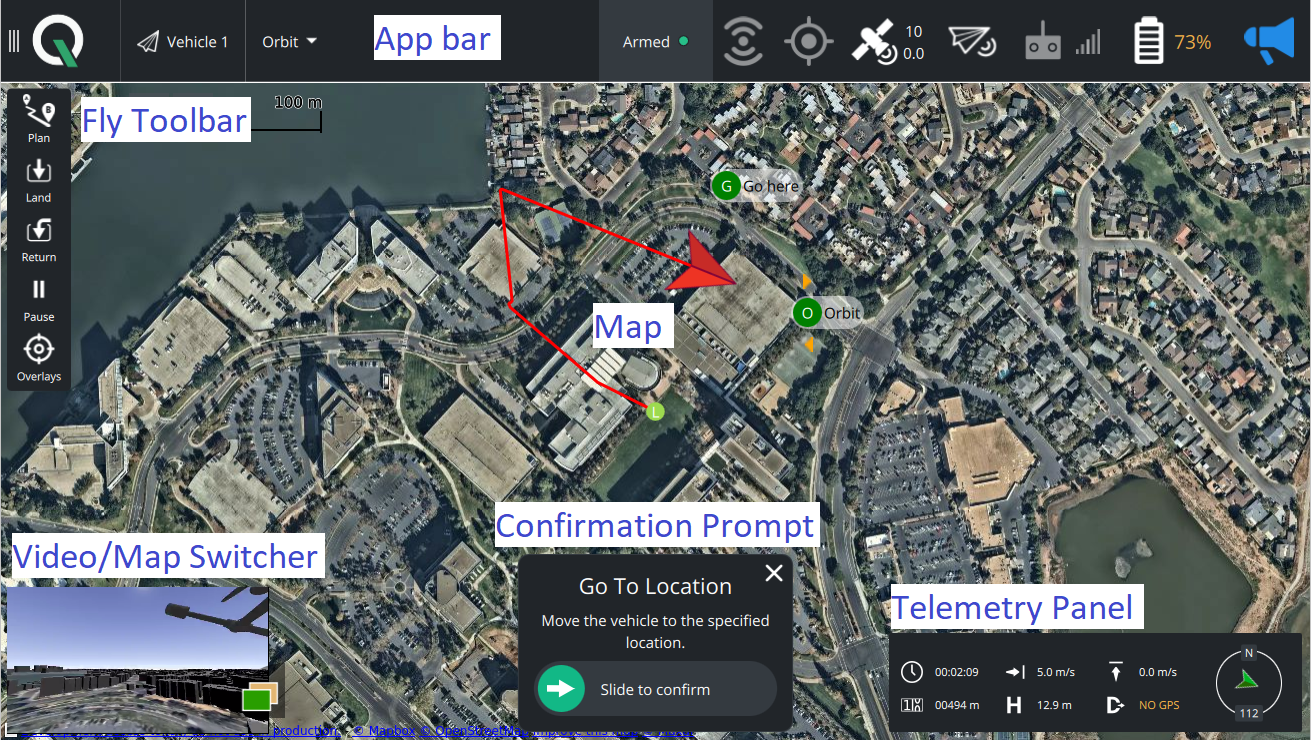 Vehicle 1
Orbit
App bar
Armed
10
0.0
73%
Fly Toolbar
100 m
Plan
Land
Return
Pause
Overlays
G Go here
O Orbit
Map
L
Confirmation Prompt
Go To Location
Move the vehicle to the specified
location.
Slide to confirm
Video/Map Switcher
Telemetry Panel
00:02:09
5.0 m/s
0.0 m/s
00494 m
H
12.9 m
NO GPS
N
112
production. © Mapbox © OpenStreetMap